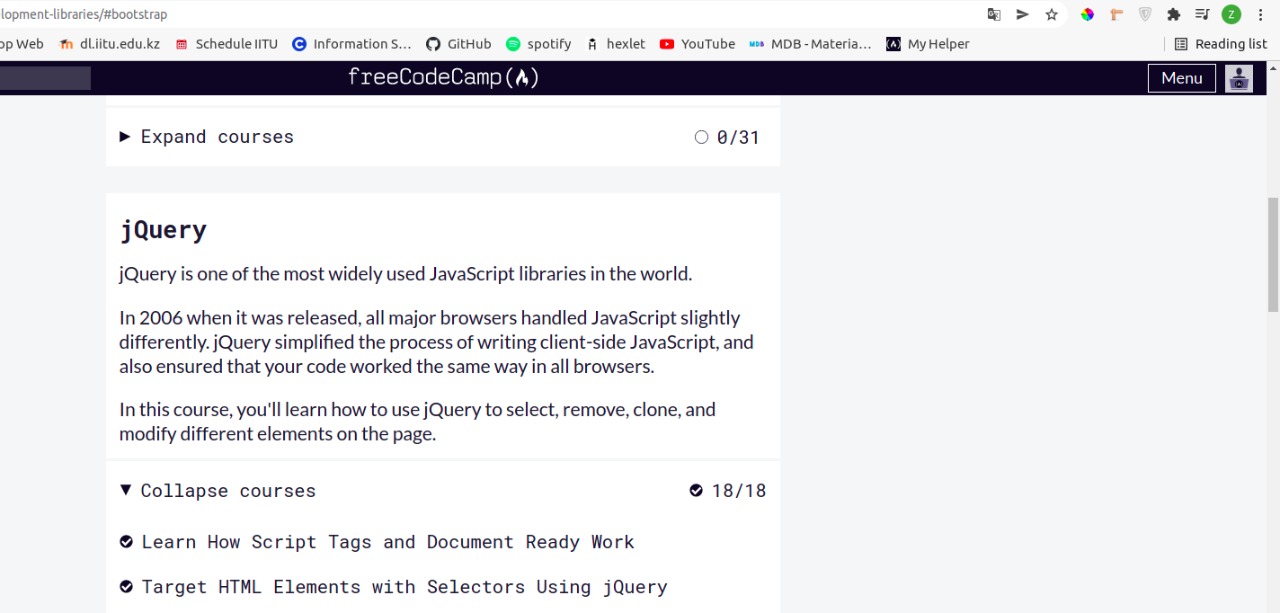 lopment-libraries/#bootstrap
Z
op Web dl.iitu.edu.kz Schedule IITU Information S... GitHub spotify hexlet YouTube MDB - Materia... My Helper Reading list
freeCodeCamp Menu
Expand courses 0/31
jQuery
jQuery is one of the most widely used JavaScript libraries in the world.
In 2006 when it was released, all major browsers handled JavaScript slightly
differently. jQuery simplified the process of writing client-side JavaScript, and
also ensured that your code worked the same way in all browsers.
In this course, you'll learn how to use jQuery to select, remove, clone, and
modify different elements on the page.
Collapse courses 18/18
Learn How Script Tags and Document Ready Work
Target HTML Elements with Selectors Using jQuery